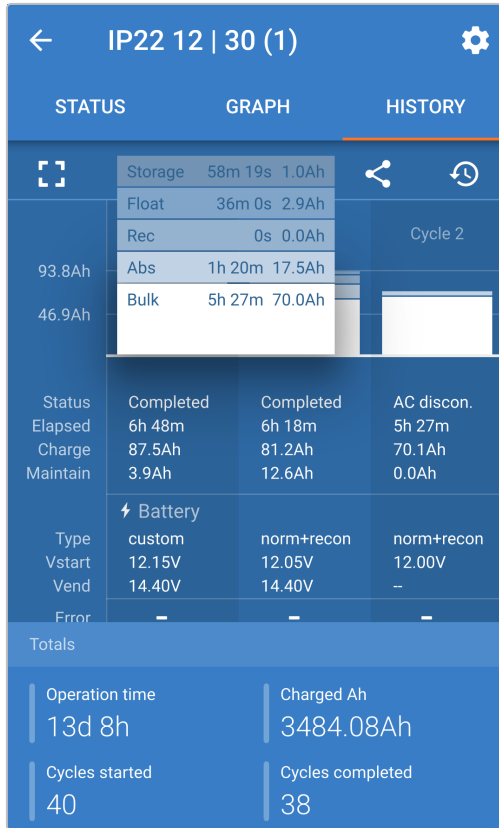 IP22 12 | 30 (1)
STATUS GRAPH HISTORY
Storage 58m 19s 1.0Ah
Float 36m 0s 2.9Ah
Rec 0s 0.0Ah
Abs 1h 20m 17.5Ah
Bulk 5h 27m 70.0Ah
Cycle 2
93.8Ah
46.9Ah
Status Completed Completed AC discon.
Elapsed 6h 48m 6h 18m 5h 27m
Charge 87.5Ah 81.2Ah 70.1Ah
Maintain 3.9Ah 12.6Ah 0.0Ah
Battery
Type custom norm+recon norm+recon
Vstart 12.15V 12.05V 12.00V
Vend 14.40V 14.40V --
Error – – –
Totals
Operation time Charged Ah
13d 8h 3484.08Ah
Cycles started Cycles completed
40 38